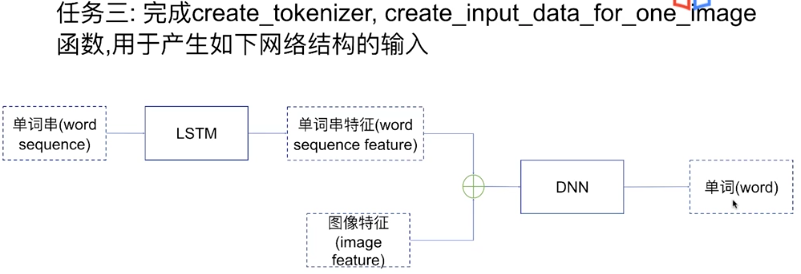 任务三: 完成create_tokenizer, create_input_data_for_one_image
函数,用于产生如下网络结构的输入
单词串(word
sequence)
LSTM
单词串特征(word
sequence feature)
DNN
单词(word)
图像特征
(image
feature)